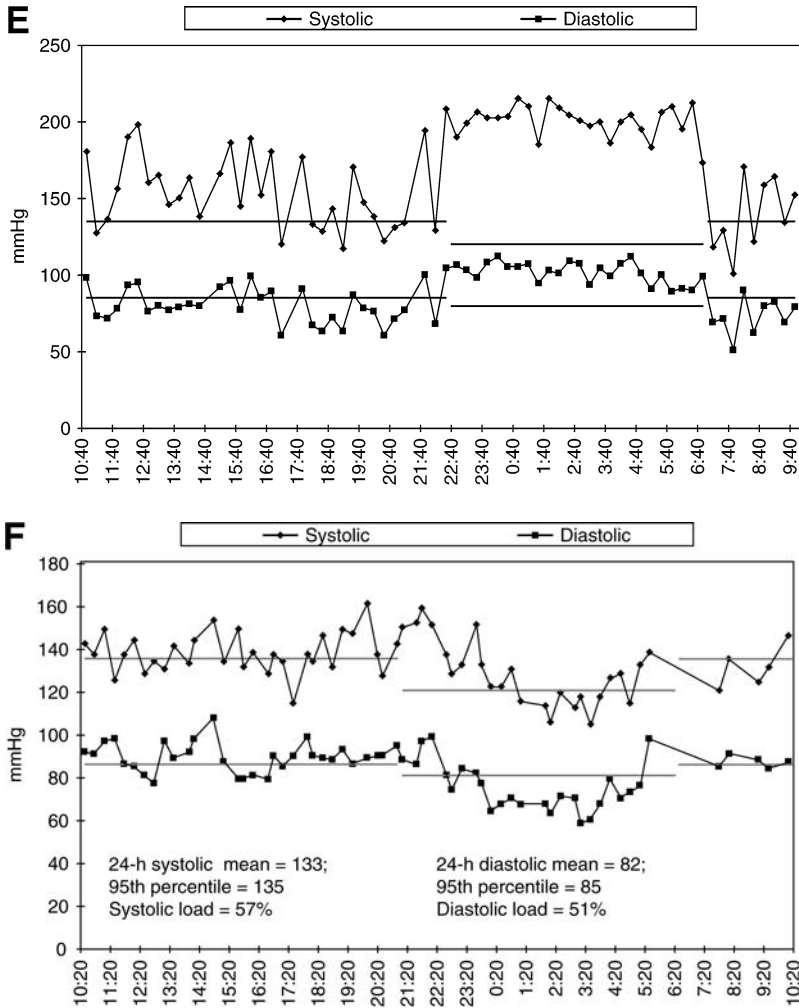 E
Systolic Diastolic
250
200
150
100
50
0
mmHg
10:40 11:40 12:40 13:40 14:40 15:40 16:40 17:40 18:40 19:40 20:40 21:40 22:40 23:40 0:40 1:40 2:40 3:40 4:40 5:40 6:40 7:40 8:40 9:40
F
Systolic Diastolic
180
160
140
120
100
80
60
40
20
0
mmHg
24-h systolic mean = 133;
95th percentile = 135
Systolic load = 57%
24-h diastolic mean = 82;
95th percentile = 85
Diastolic load = 51%
10:20 11:20 12:20 13:20 14:20 15:20 16:20 17:20 18:20 19:20 20:20 21:20 22:20 23:20 0:20 1:20 2:20 3:20 4:20 5:20 6:20 7:20 8:20 9:20 0:20